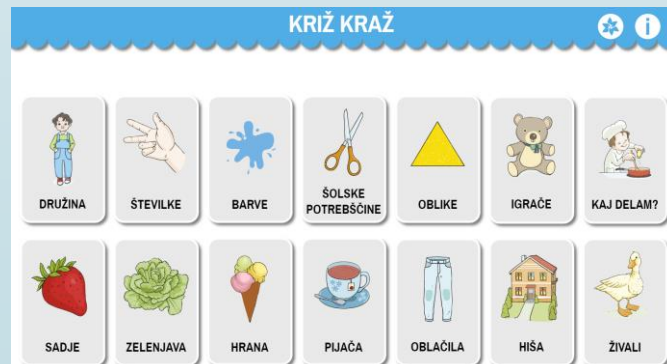 KRIŽ KRAŽ
i
DRUŽINA
ŠTEVILKE
BARVE
ŠOLSKE
POTREBŠČINE
OBLIKE
IGRAČE
KAJ DELAM?
SADJE
ZELENJAVA
HRANA
PIJAČA
OBLAČILA
HIŠA
ŽIVALI